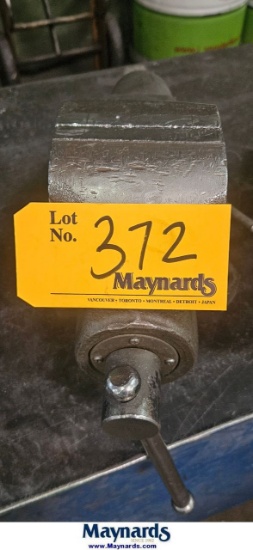 Lot
No.
372
Maynards
VANCOUVER • TORONTO • MONTREAL • DETROIT • JAPAN
Maynards
www.Maynards.com